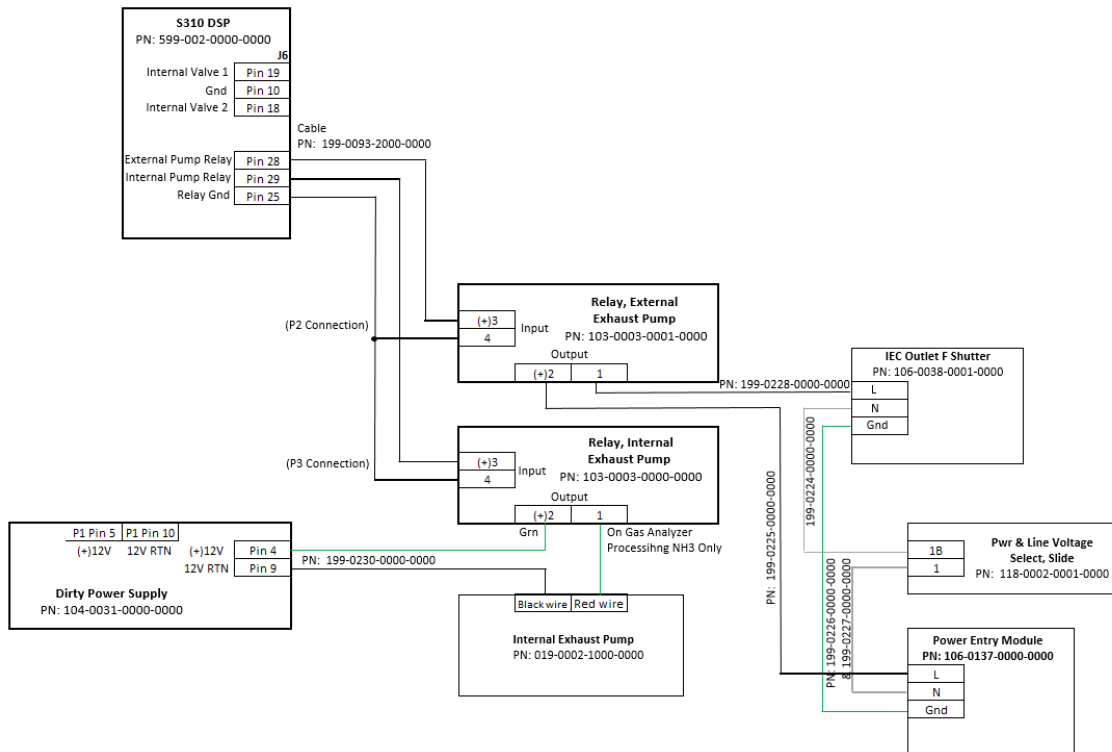 S310 DSP
PN: 599-002-0000-0000
J6
Internal Valve 1 Pin 19
Gnd Pin 10
Internal Valve 2 Pin 18
Cable
PN: 199-0093-2000-0000
External Pump Relay Pin 28
Internal Pump Relay Pin 29
Relay Gnd Pin 25
Relay, External
Exhaust Pump
PN: 103-0003-0001-0000
(P2 Connection)
(+)3
4
Input
Output
(+)2 1
PN: 199-0228-0000-0000
IEC Outlet F Shutter
PN: 106-0038-0001-0000
L
N
Gnd
Relay, Internal
Exhaust Pump
PN: 103-0003-0000-0000
(P3 Connection)
(+)3
4
Input
Output
(+)2 1
Grn
On Gas Analyzer
Processihng NH3 Only
199-0224-0000-0000
PN: 199-0225-0000-0000
PN: 199-0226-0000-0000
& 199-0227-0000-0000
P1 Pin 5 P1 Pin 10
(+)12V 12V RTN (+)12V Pin 4
12V RTN Pin 9
PN: 199-0230-0000-0000
Dirty Power Supply
PN: 104-0031-0000-0000
Black wire Red wire
Internal Exhaust Pump
PN: 019-0002-1000-0000
1B
1
Pwr & Line Voltage
Select, Slide
PN: 118-0002-0001-0000
Power Entry Module
PN: 106-0137-0000-0000
L
N
Gnd